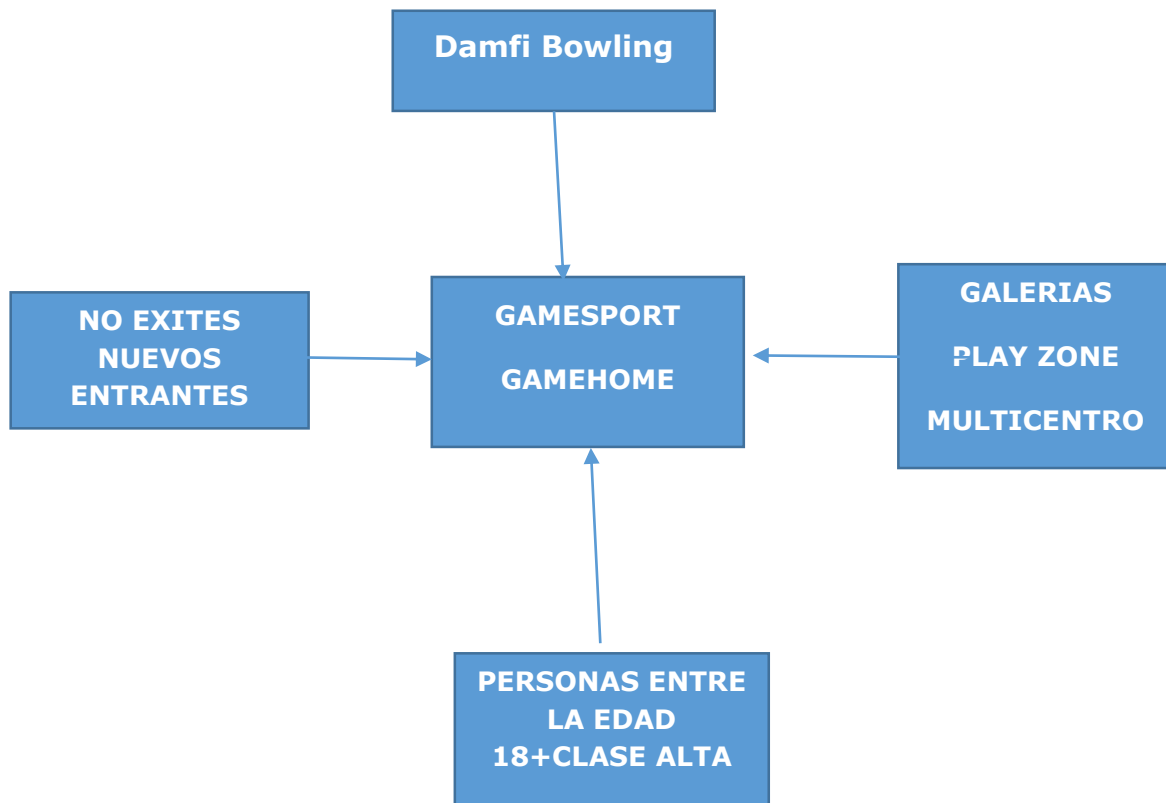 Damfi Bowling
NO EXITES
NUEVOS
ENTRANTES
GAMESPORT
GAMEHOME
GALERIAS
PLAY ZONE
MULTICENTRO
PERSONAS ENTRE
LA EDAD
18+CLASE ALTA